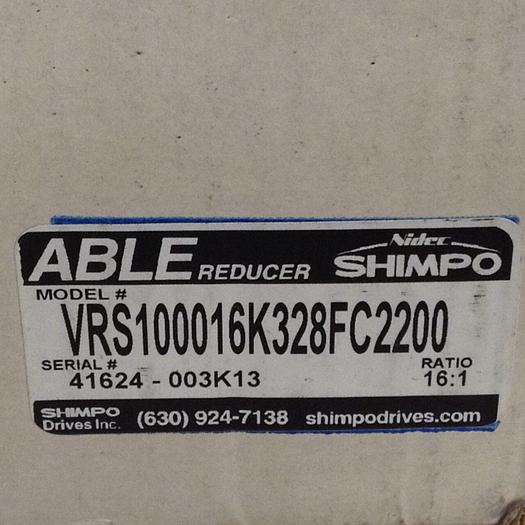 ABLE REDUCER Nidec SHIMPO
MODEL #
VRS100016K328FC2200
SERIAL # RATIO
41624 - 003K13 16:1
SHIMPO Drives Inc. (630) 924-7138 shimpodrives.com